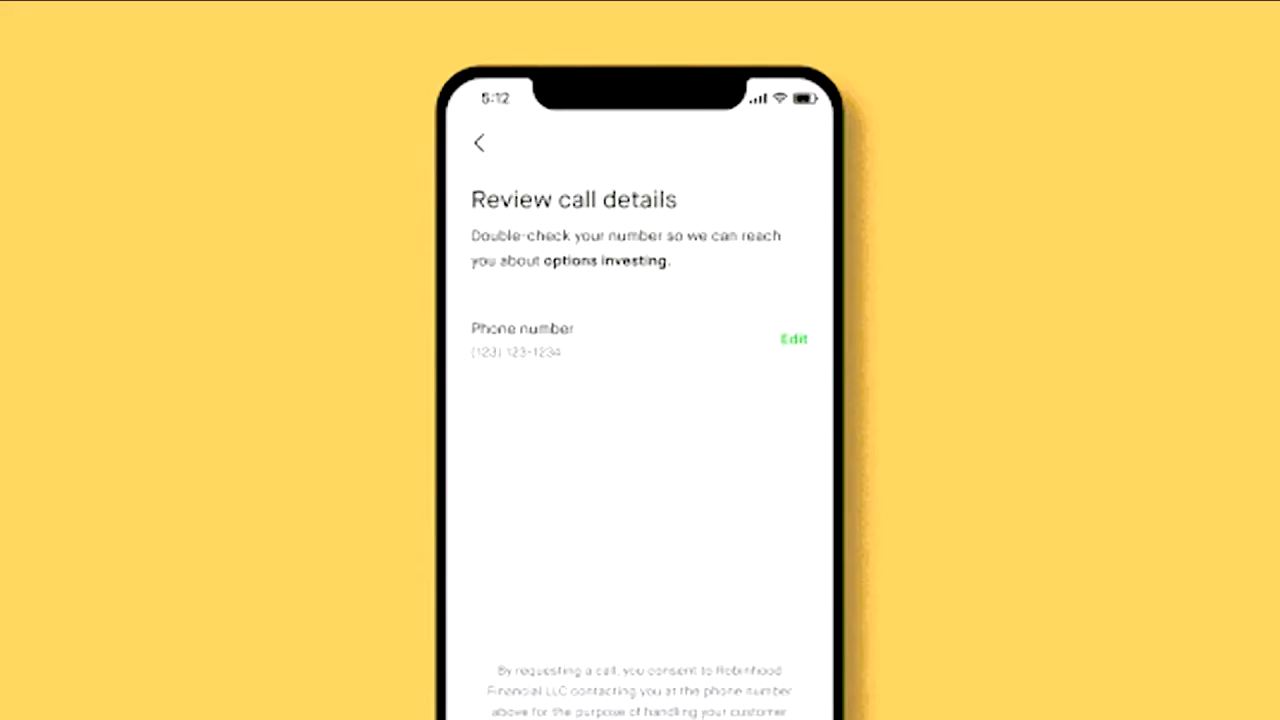 5:12
Review call details
Double-check your number so we can reach
you about options investing.
Phone number
(123) 123-1234
Edit
By requesting a call, you consent to Robinhood
Financial LLC contacting you at the phone number
above for the purpose of handling your customer